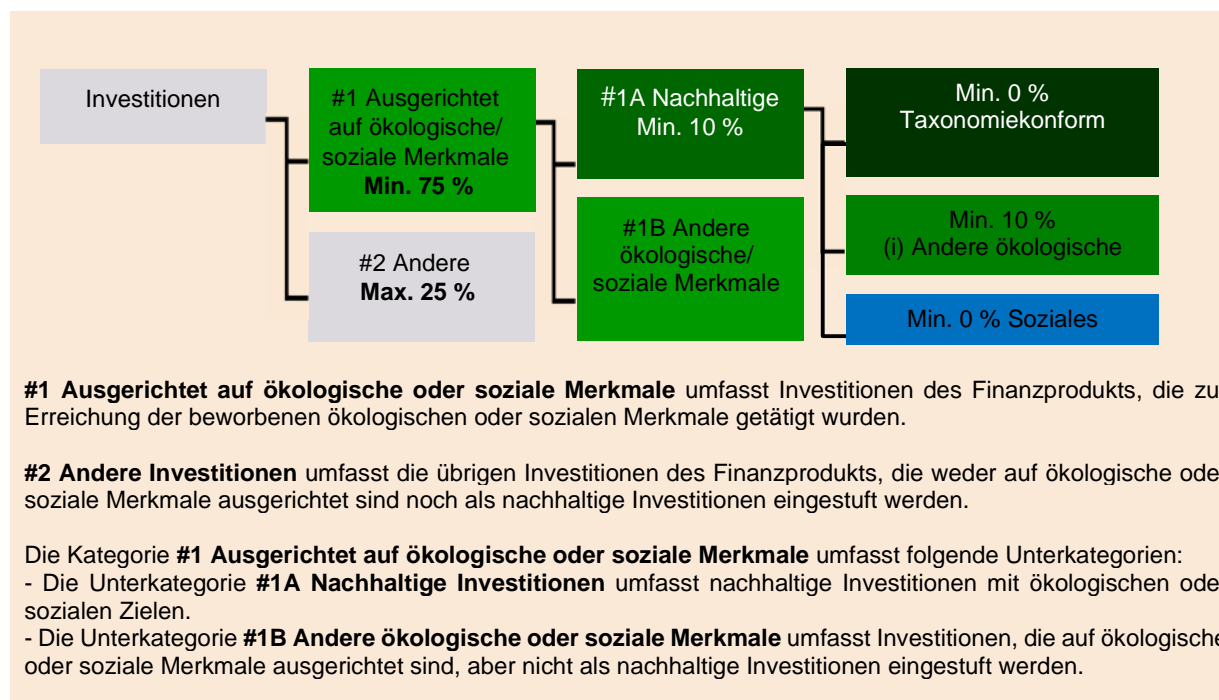 Investitionen
#1 Ausgerichtet
auf ökologische/
soziale Merkmale
Min. 75 %
#2 Andere
Max. 25 %
#1A Nachhaltige
Min. 10 %
#1B Andere
ökologische/
soziale Merkmale
Min. 0 %
Taxonomiekonform
Min. 10 %
(i) Andere ökologische
Min. 0 % Soziales
#1 Ausgerichtet auf ökologische oder soziale Merkmale umfasst Investitionen des Finanzprodukts, die zu
Erreichung der beworbenen ökologischen oder sozialen Merkmale getätigt wurden.
#2 Andere Investitionen umfasst die übrigen Investitionen des Finanzprodukts, die weder auf ökologische ode
soziale Merkmale ausgerichtet sind noch als nachhaltige Investitionen eingestuft werden.
Die Kategorie #1 Ausgerichtet auf ökologische oder soziale Merkmale umfasst folgende Unterkategorien:
- Die Unterkategorie #1A Nachhaltige Investitionen umfasst nachhaltige Investitionen mit ökologischen ode
sozialen Zielen.
- Die Unterkategorie #1B Andere ökologische oder soziale Merkmale umfasst Investitionen, die auf ökologische
oder soziale Merkmale ausgerichtet sind, aber nicht als nachhaltige Investitionen eingestuft werden.